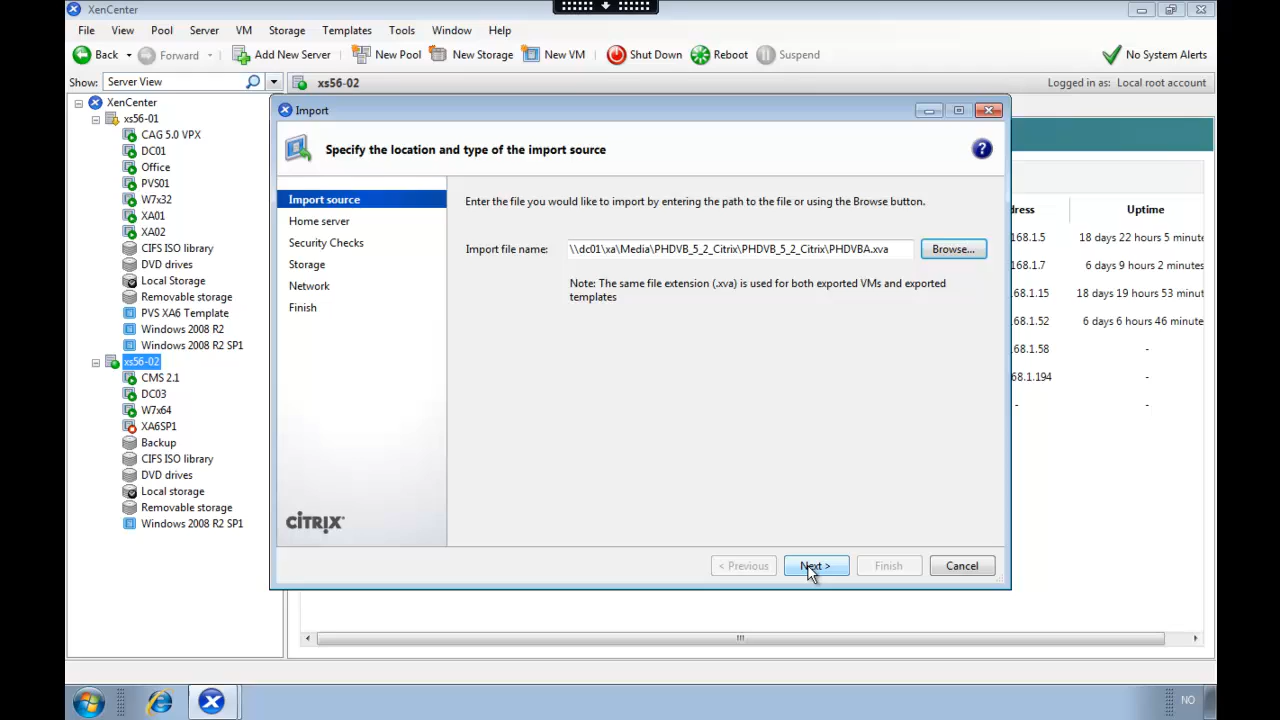 XenCenter
File View Pool Server VM Storage Templates Tools Window Help
Back Forward Add New Server New Pool New Storage New VM Shut Down Reboot Suspend No System Alerts
Show: Server View xs56-02 Logged in as: Local root account
XenCenter
xs56-01
CAG 5.0 VPX
DC01
Office
PVS01
W7x32
XA01
XA02
CIFS ISO library
DVD drives
Local Storage
Removable storage
PVS XA6 Template
Windows 2008 R2
Windows 2008 R2 SP1
xs56-02
CMS 2.1
DC03
W7x64
XA6SP1
Backup
CIFS ISO library
DVD drives
Local storage
Removable storage
Windows 2008 R2 SP1
Import
Specify the location and type of the import source
?
Import source
Home server
Security Checks
Storage
Network
Finish
CITRIX
Enter the file you would like to import by entering the path to the file or using the Browse button.
Import file name: \\dc01\xa\Media\PHDVB_5_2_Citrix\PHDVB_5_2_Citrix\PHDVBA.xva Browse...
Note: The same file extension (.xva) is used for both exported VMs and exported
templates
< Previous Next > Finish Cancel
dress Uptime
168.1.5 18 days 22 hours 5 minute
168.1.7 6 days 9 hours 2 minute
168.1.15 18 days 19 hours 53 minut
168.1.52 6 days 6 hours 46 minute
168.1.58 -
68.1.194 -
- -
NO